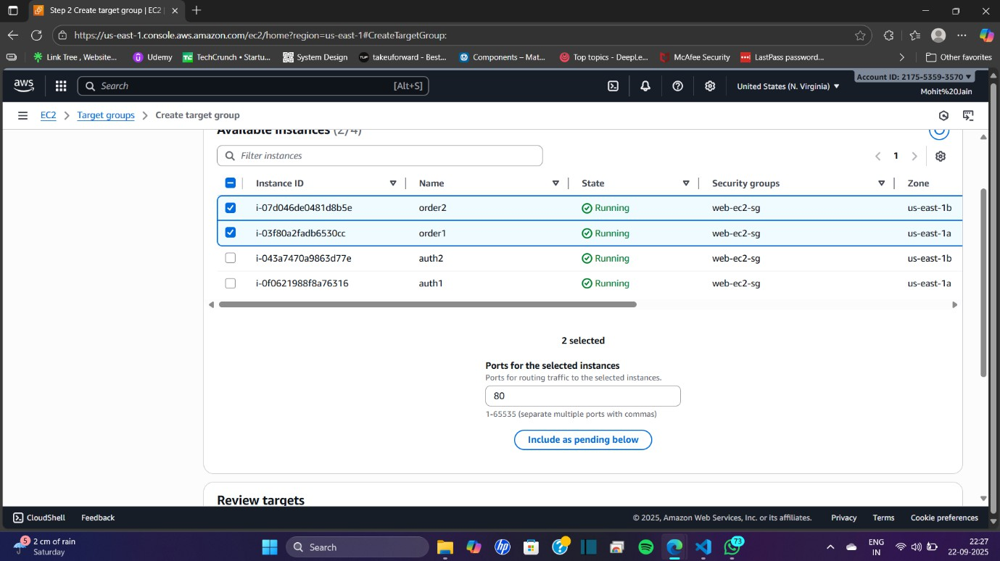 Step 2 Create target group | EC2 |
https://us-east-1.console.aws.amazon.com/ec2/home?region=us-east-1#CreateTargetGroup:
Link Tree , Website... Udemy TechCrunch • Startu... System Design takeuforward - Best... Components – Mat... Top topics - DeepLe... McAfee Security LastPass password... Other favorites
aws Search [Alt+S] United States (N. Virginia) Account ID: 2175-5359-3570
Mohit%20Jain
EC2 Target groups Create target group
Available instances (2/4)
Filter instances 1
Instance ID Name State Security groups Zone
i-07d046de0481d8b5e order2 Running web-ec2-sg us-east-1b
i-03f80a2fadb6530cc order1 Running web-ec2-sg us-east-1a
i-043a7470a9863d77e auth2 Running web-ec2-sg us-east-1b
i-0f0621988f8a76316 auth1 Running web-ec2-sg us-east-1a
2 selected
Ports for the selected instances
Ports for routing traffic to the selected instances.
80
1-65535 (separate multiple ports with commas)
Include as pending below
Review targets
CloudShell Feedback © 2025, Amazon Web Services, Inc. or its affiliates. Privacy Terms Cookie preferences
5 2 cm of rain
Saturday
Search
73
ENG
IN
22:27
22-09-2025